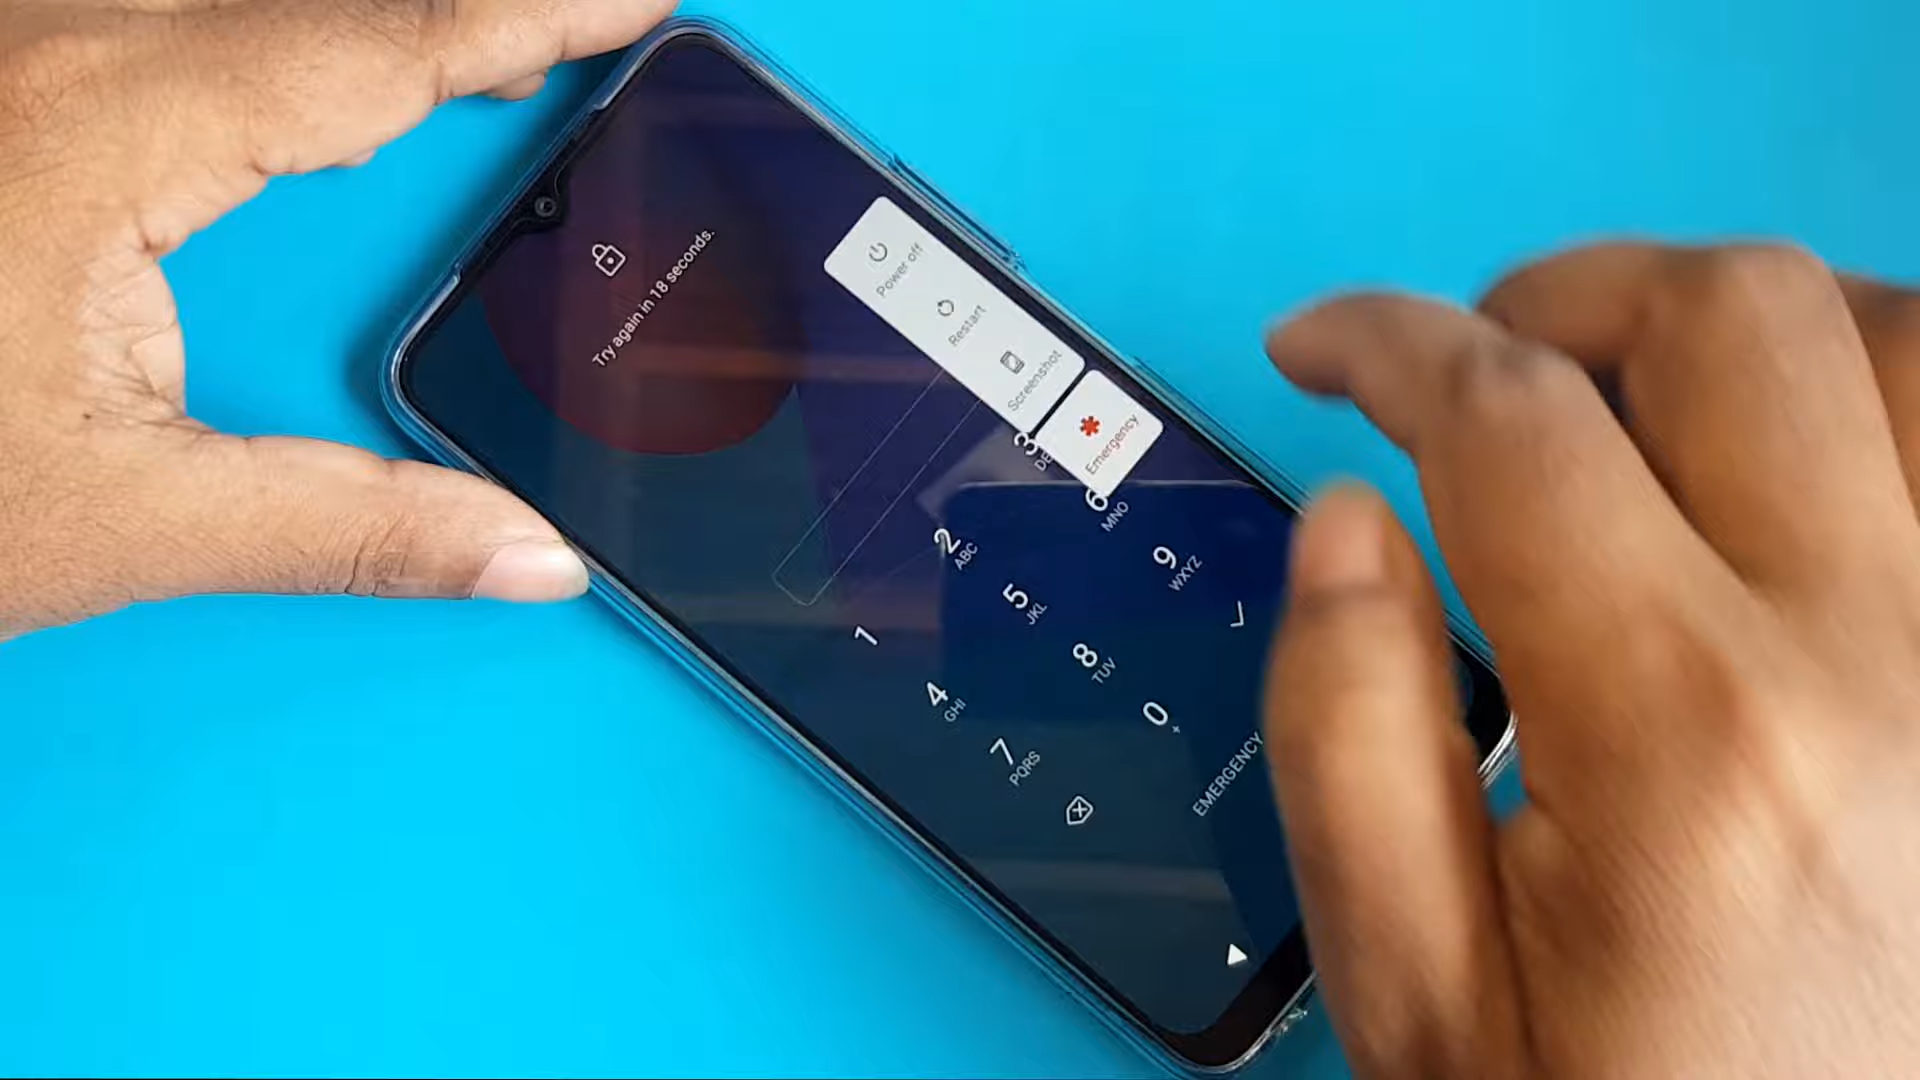 Try again in 18 seconds.
Power off
Restart
Screenshot
Emergency
1
2
ABC
3
DE
4
GHI
5
JKL
6
MNO
7
PQRS
8
TUV
9
WXYZ
0
+
EMERGENCY